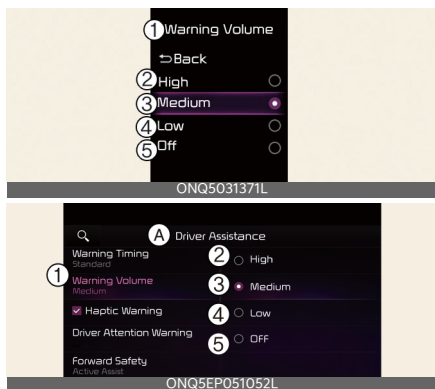 ① Warning Volume
⮌ Back
② High
③ Medium
④ Low
⑤ Off
ONQ5031371L
Ⓐ Driver Assistance
Warning Timing
Standard
② High
① Warning Volume
Medium
③ Medium
Haptic Warning
④ Low
Driver Attention Warning
⑤ OFF
Forward Safety
Active Assist
ONQ5EP051052L